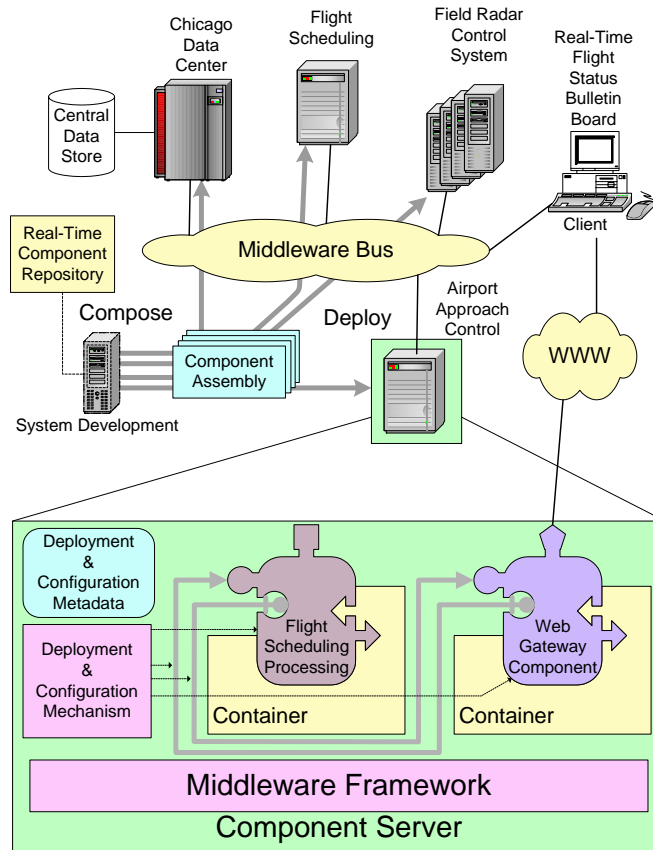 Chicago
Data
Center
Flight
Scheduling
Field Radar
Control
System
Real-Time
Flight
Status
Bulletin
Board
Central
Data
Store
Client
Real-Time
Component
Repository
Middleware Bus
Compose
Deploy
Airport
Approach
Control
Component
Assembly
WWW
System Development
Deployment
&
Configuration
Metadata
Deployment
&
Configuration
Mechanism
Flight
Scheduling
Processing
Web
Gateway
Component
Container
Container
Middleware Framework
Component Server